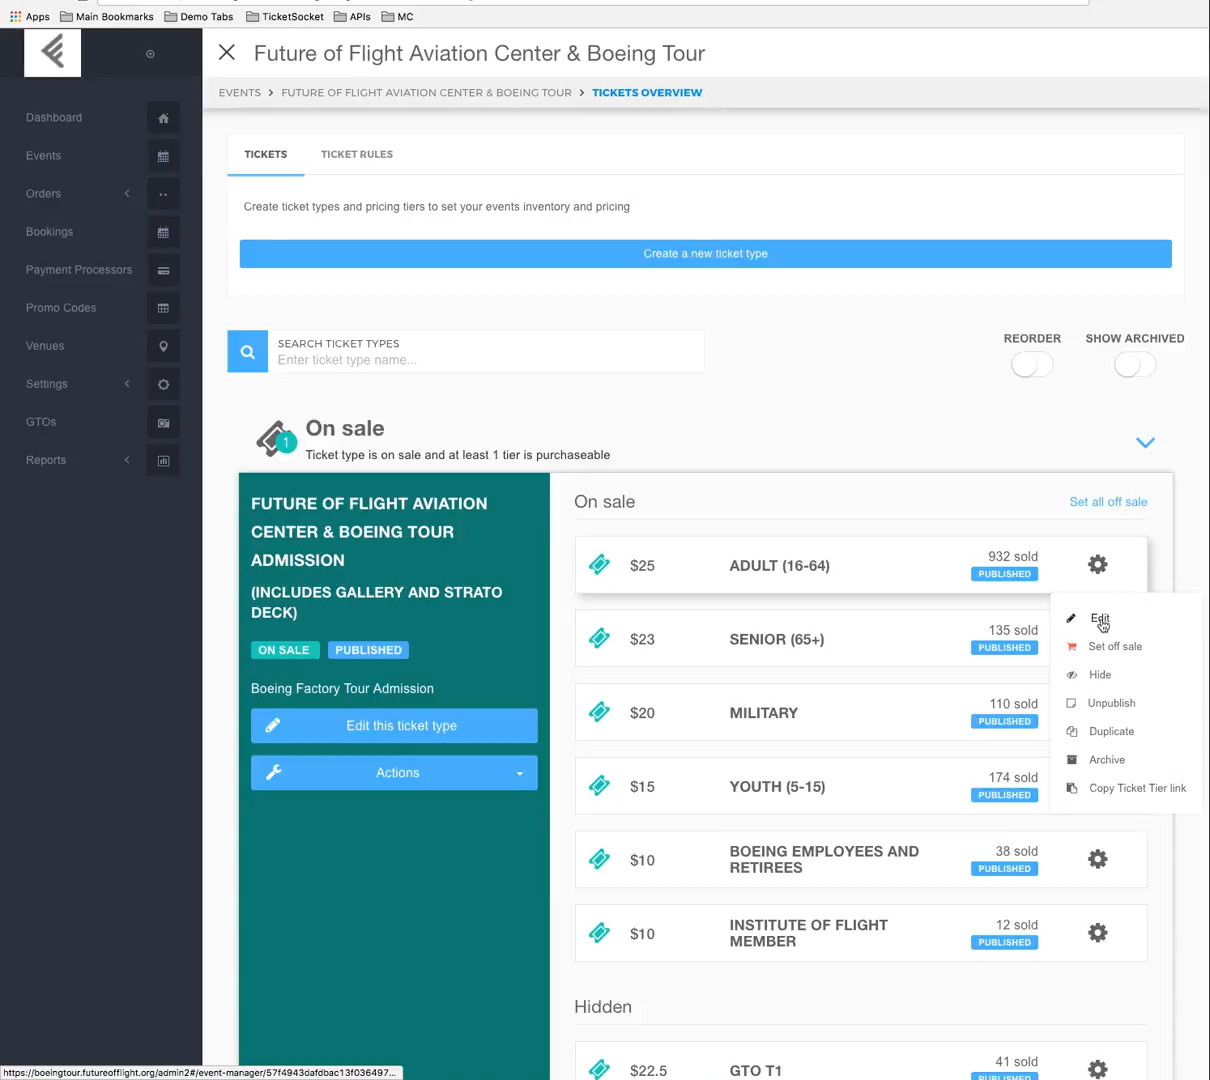 Apps Main Bookmarks Demo Tabs TicketSocket APIs MC
Future of Flight Aviation Center & Boeing Tour
EVENTS > FUTURE OF FLIGHT AVIATION CENTER & BOEING TOUR > TICKETS OVERVIEW
Dashboard
Events
Orders
Bookings
Payment Processors
Promo Codes
Venues
Settings
GTOs
Reports
TICKETS TICKET RULES
Create ticket types and pricing tiers to set your events inventory and pricing
Create a new ticket type
SEARCH TICKET TYPES
Enter ticket type name...
REORDER SHOW ARCHIVED
1
On sale
Ticket type is on sale and at least 1 tier is purchaseable
FUTURE OF FLIGHT AVIATION
CENTER & BOEING TOUR
ADMISSION
(INCLUDES GALLERY AND STRATO
DECK)
ON SALE PUBLISHED
Boeing Factory Tour Admission
Edit this ticket type
Actions
On sale Set all off sale
$25 ADULT (16-64) 932 sold
PUBLISHED
$23 SENIOR (65+) 135 sold
PUBLISHED
$20 MILITARY 110 sold
PUBLISHED
$15 YOUTH (5-15) 174 sold
PUBLISHED
$10 BOEING EMPLOYEES AND
RETIREES
38 sold
PUBLISHED
$10 INSTITUTE OF FLIGHT
MEMBER
12 sold
PUBLISHED
Edit
Set off sale
Hide
Unpublish
Duplicate
Archive
Copy Ticket Tier link
Hidden
$22.5 GTO T1 41 sold
PUBLISHED
https://boeingtour.futureofflight.org/admin2#/event-manager/57f4943dafdbac13f036497...